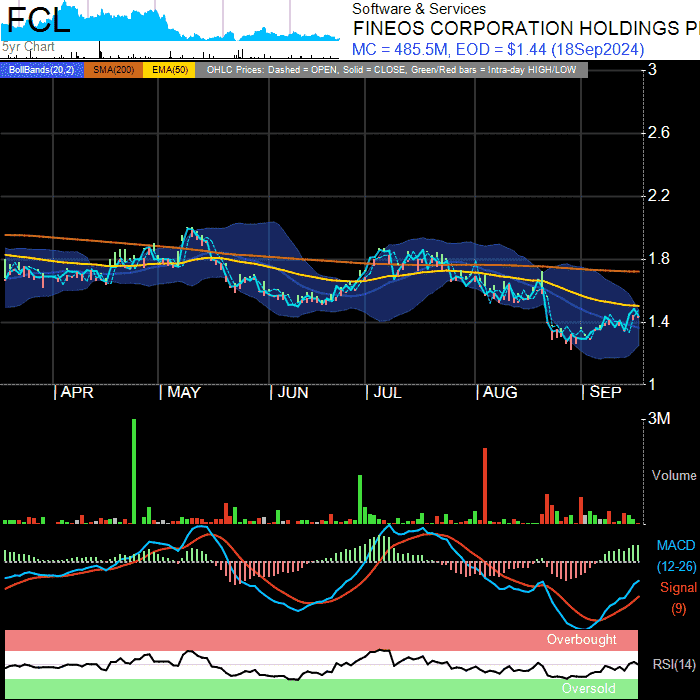 FCL
5yr Chart
Software & Services
FINEOS CORPORATION HOLDINGS P
MC = 485.5M, EOD = $1.44 (18Sep2024)
BollBands(20,2) SMA(200) EMA(50) OHLC Prices: Dashed = OPEN, Solid = CLOSE, Green/Red bars = Intra-day HIGH/LOW
3
2.6
2.2
1.8
1.4
1
APR MAY JUN JUL AUG SEP
3M
Volume
MACD
(12-26)
Signal
(9)
Overbought
RSI(14)
Oversold